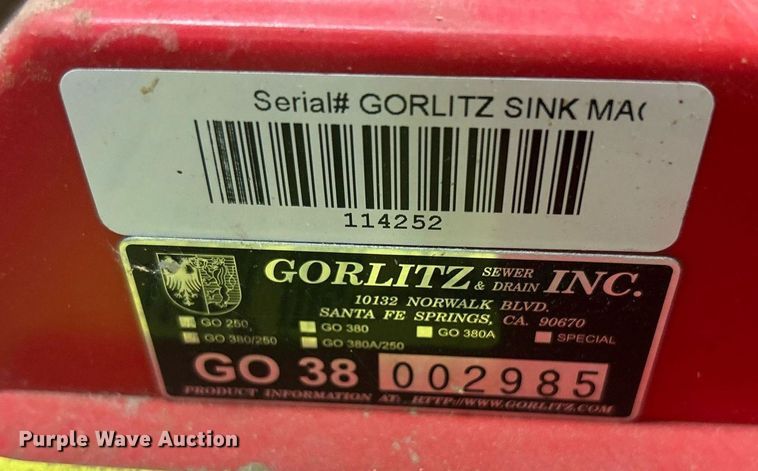 Serial# GORLITZ SINK MAC
114252
GORLITZ SEWER & DRAIN INC.
10132 NORWALK BLVD.
SANTA FE SPRINGS, CA. 90670
GO 250 GO 380 GO 380A SPECIAL
GO 380/250 GO 380A/250
GO 38 002985
PRODUCT INFORMATION AT: HTTP://WWW.GORLITZ.COM
Purple Wave Auction